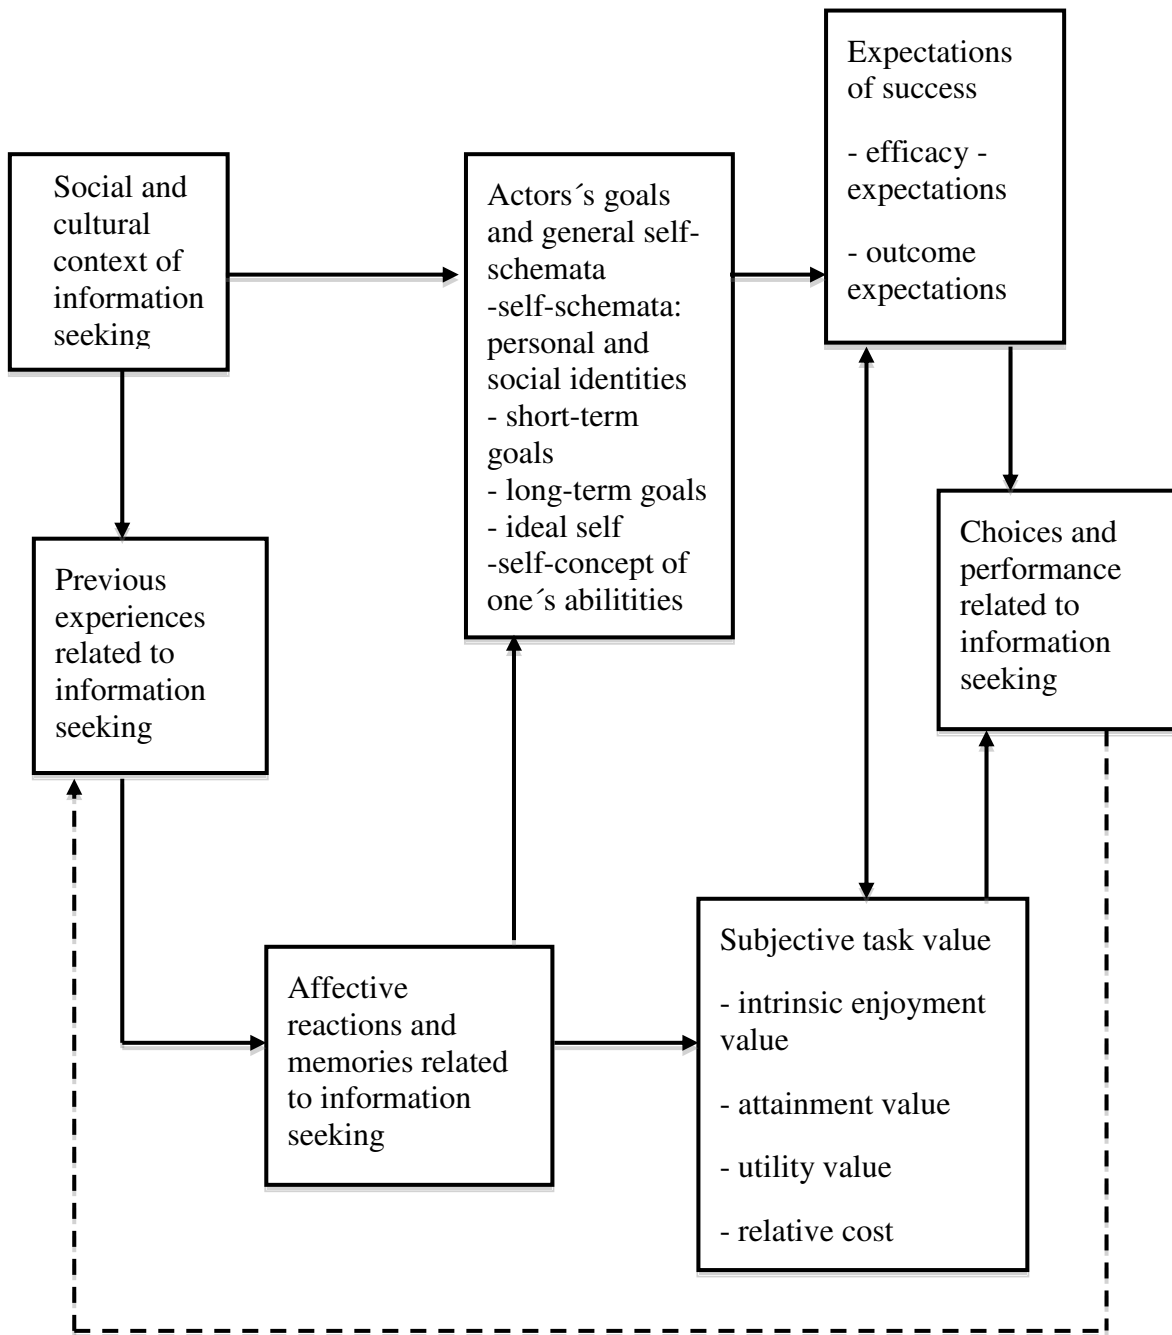 Expectations
of success
- efficacy -
expectations
- outcome
expectations
Social and
cultural
context of
information
seeking
Actors´s goals
and general self-
schemata
-self-schemata:
personal and
social identities
- short-term
goals
- long-term goals
- ideal self
-self-concept of
one´s abilitities
Choices and
performance
related to
information
seeking
Previous
experiences
related to
information
seeking
Affective
reactions and
memories related
to information
seeking
Subjective task value
- intrinsic enjoyment
value
- attainment value
- utility value
- relative cost